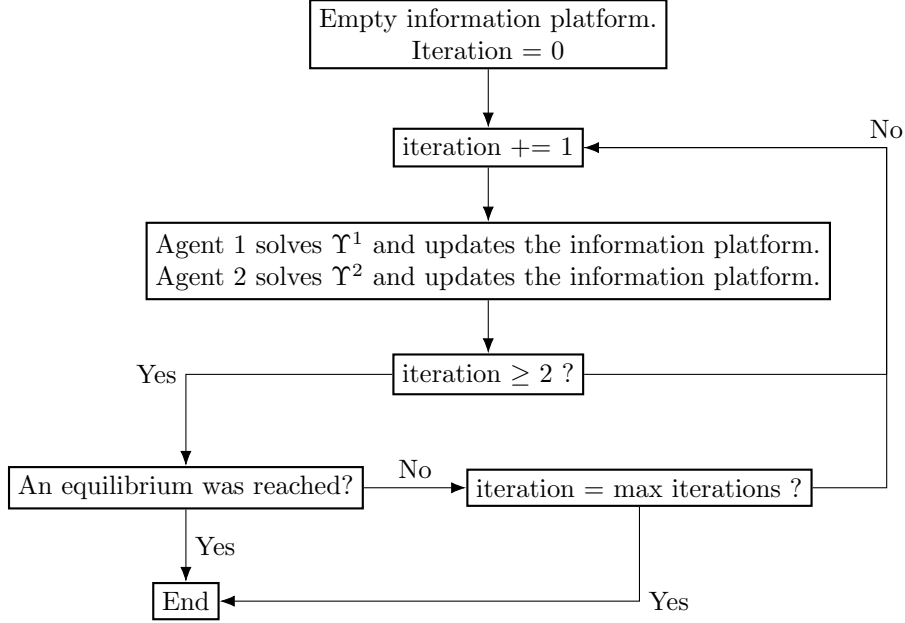 Empty information platform.
Iteration = 0
No
iteration += 1
Agent 1 solves ϒ¹ and updates the information platform.
Agent 2 solves ϒ² and updates the information platform.
Yes
iteration ≥ 2 ?
An equilibrium was reached?
No
iteration = max iterations ?
Yes
End
Yes